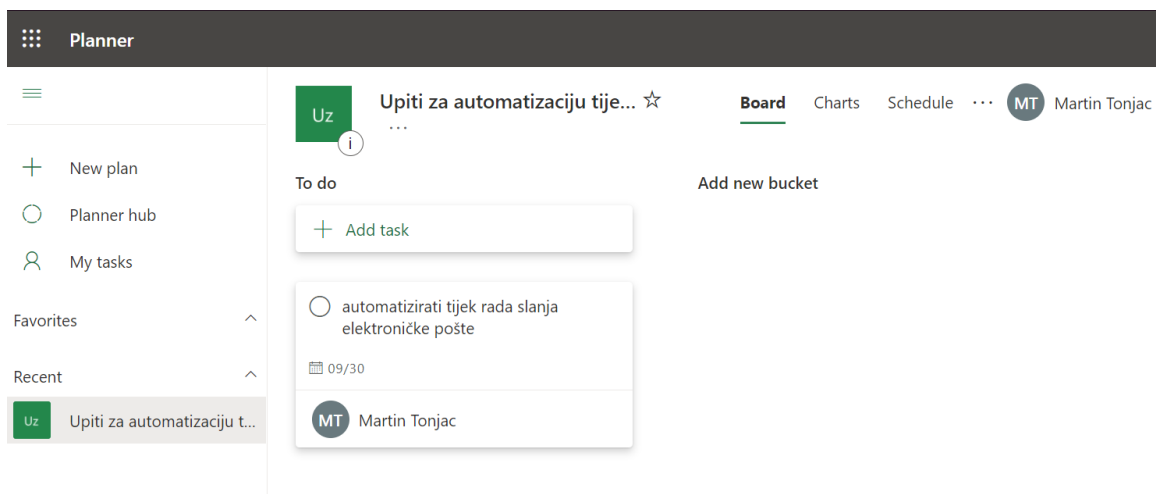 Planner
Uz
Upiti za automatizaciju tije...
...
i
Board
Charts
Schedule
...
MT
Martin Tonjac
New plan
Planner hub
My tasks
Favorites
Recent
Uz
Upiti za automatizaciju t...
To do
Add new bucket
Add task
automatizirati tijek rada slanja
elektroničke pošte
09/30
MT
Martin Tonjac